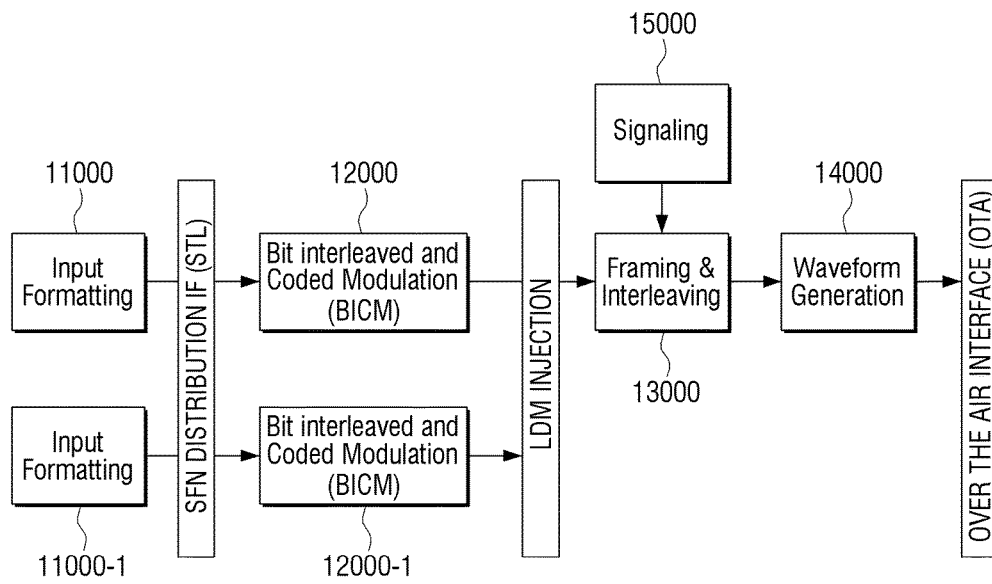 15000
Signaling
11000
12000
14000
Input
Formatting
SFN DISTRIBUTION IF (STL)
Bit interleaved and
Coded Modulation
(BICM)
LDM INJECTION
Framing &
Interleaving
Waveform
Generation
OVER THE AIR INTERFACE (OTA)
13000
Input
Formatting
Bit interleaved and
Coded Modulation
(BICM)
11000-1
12000-1